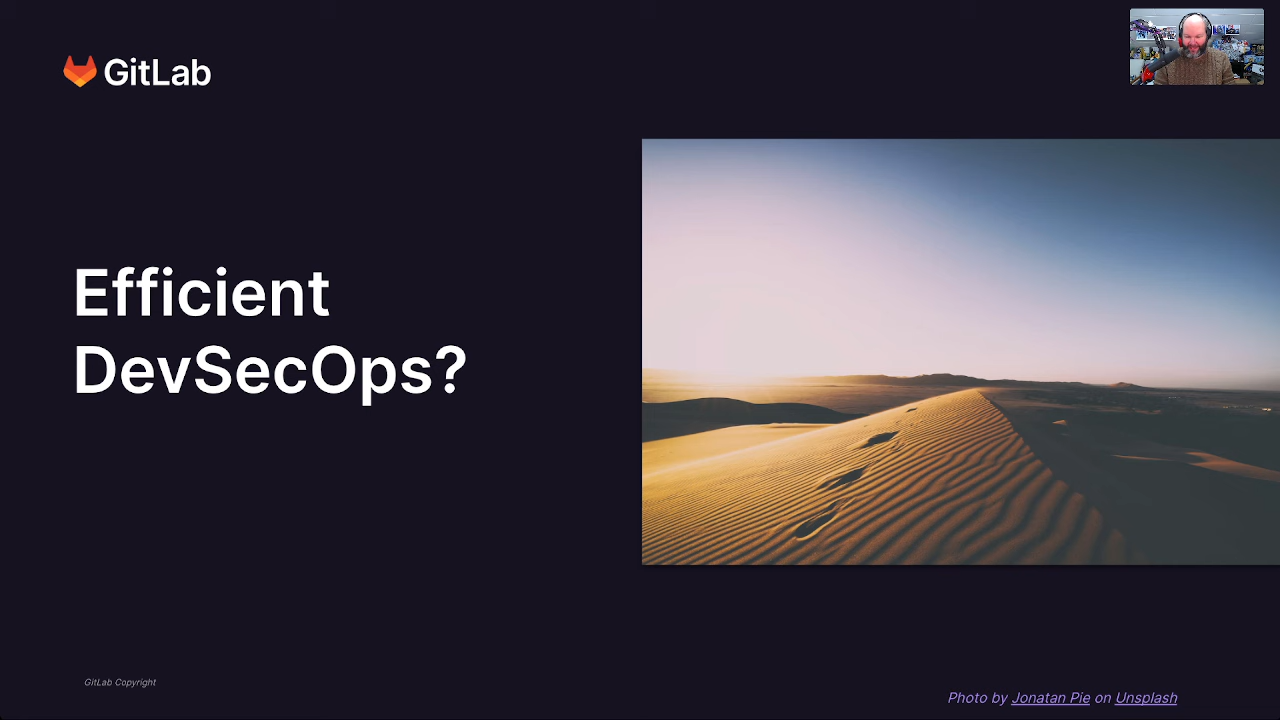 GitLab
Efficient
DevSecOps?
GitLab Copyright
Photo by Jonatan Pie on Unsplash